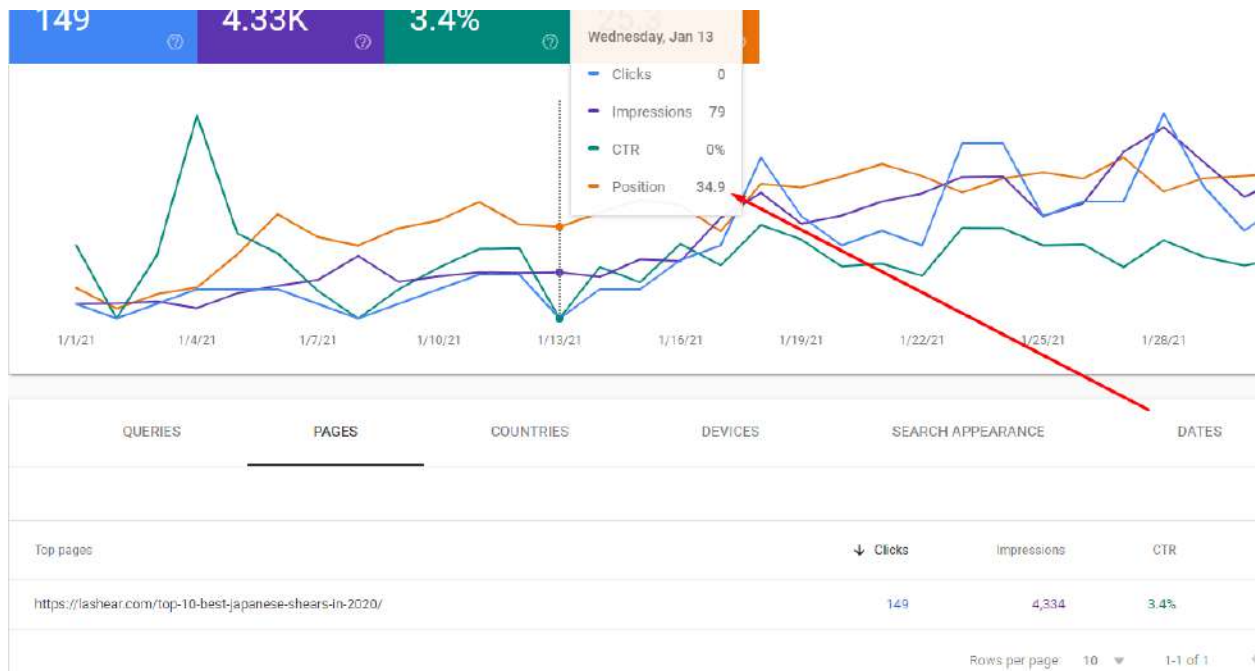 149 4.33K 3.4% 25.3
Wednesday, Jan 13
Clicks 0
Impressions 79
CTR 0%
Position 34.9
1/1/21 1/4/21 1/7/21 1/10/21 1/13/21 1/16/21 1/19/21 1/22/21 1/25/21 1/28/21
QUERIES PAGES COUNTRIES DEVICES SEARCH APPEARANCE DATES
Top pages Clicks Impressions CTR
https://lashear.com/top-10-best-japanese-shears-in-2020/ 149 4,334 3.4%
Rows per page: 10 1-1 of 1